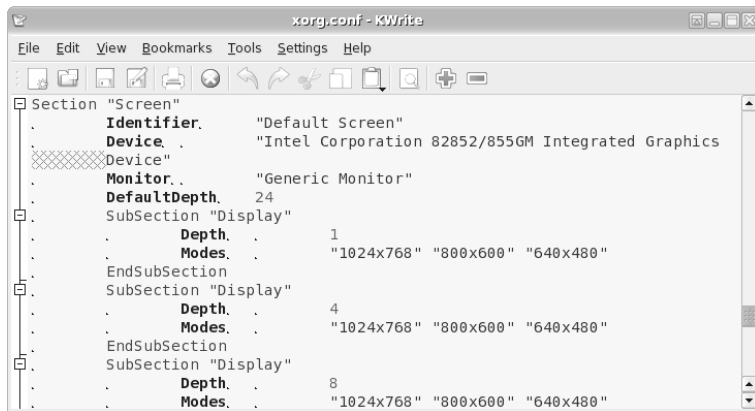 xorg.conf - KWrite
File Edit View Bookmarks Tools Settings Help
Section "Screen"
Identifier "Default Screen"
Device "Intel Corporation 82852/855GM Integrated Graphics
Device"
Monitor "Generic Monitor"
DefaultDepth 24
SubSection "Display"
Depth 1
Modes "1024x768" "800x600" "640x480"
EndSubSection
SubSection "Display"
Depth 4
Modes "1024x768" "800x600" "640x480"
EndSubSection
SubSection "Display"
Depth 8
Modes "1024x768" "800x600" "640x480"